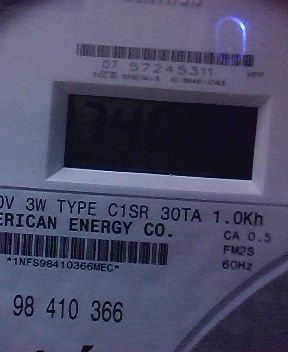 07 57245311
0V 3W TYPE C1SR 30TA 1.0Kh
ERICAN ENERGY CO.
CA 0.5
FM2S
60Hz
*1NFS98410366MEC*
98 410 366